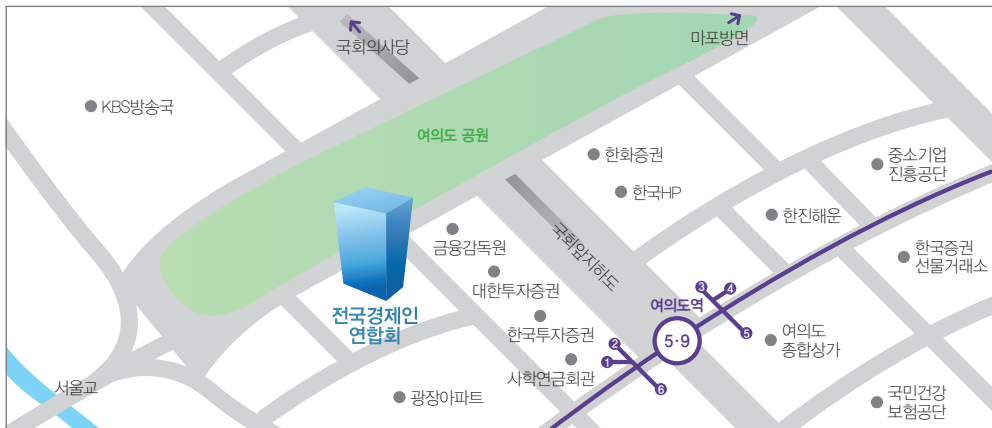 국회의사당
마포방면
KBS방송국
여의도 공원
한화증권
중소기업
진흥공단
한국HP
한진해운
금융감독원
국회앞지하도
한국증권
선물거래소
대한투자증권
전국경제인
연합회
한국투자증권
여의도역
5·9
3
4
5
여의도
종합상가
2
1
6
사학연금회관
서울교
광장아파트
국민건강
보험공단